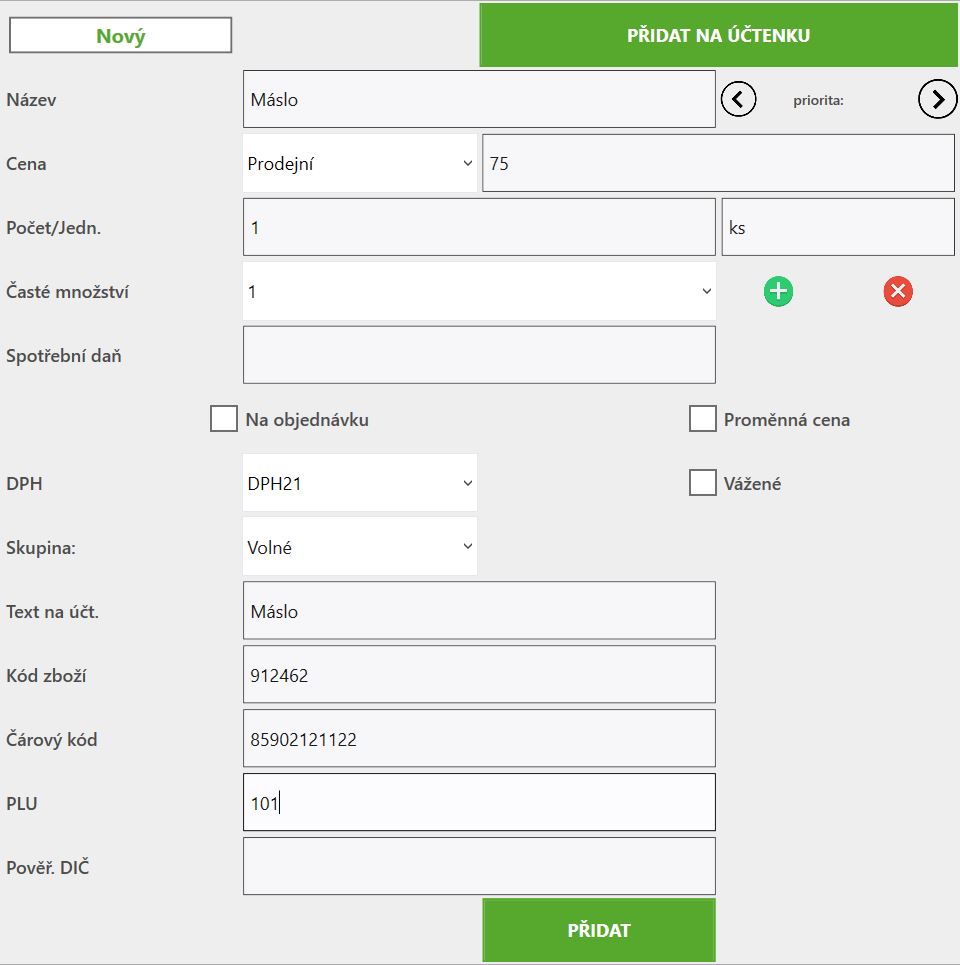 Nový PŘIDAT NA ÚČTENKU
Název Máslo priorita:
Cena Prodejní 75
Počet/Jedn. 1 ks
Časté množství 1
Spotřební daň
Na objednávku Proměnná cena
DPH DPH21 Vážené
Skupina: Volné
Text na účt. Máslo
Kód zboží 912462
Čárový kód 85902121122
PLU 101
Pověř. DIČ
PŘIDAT